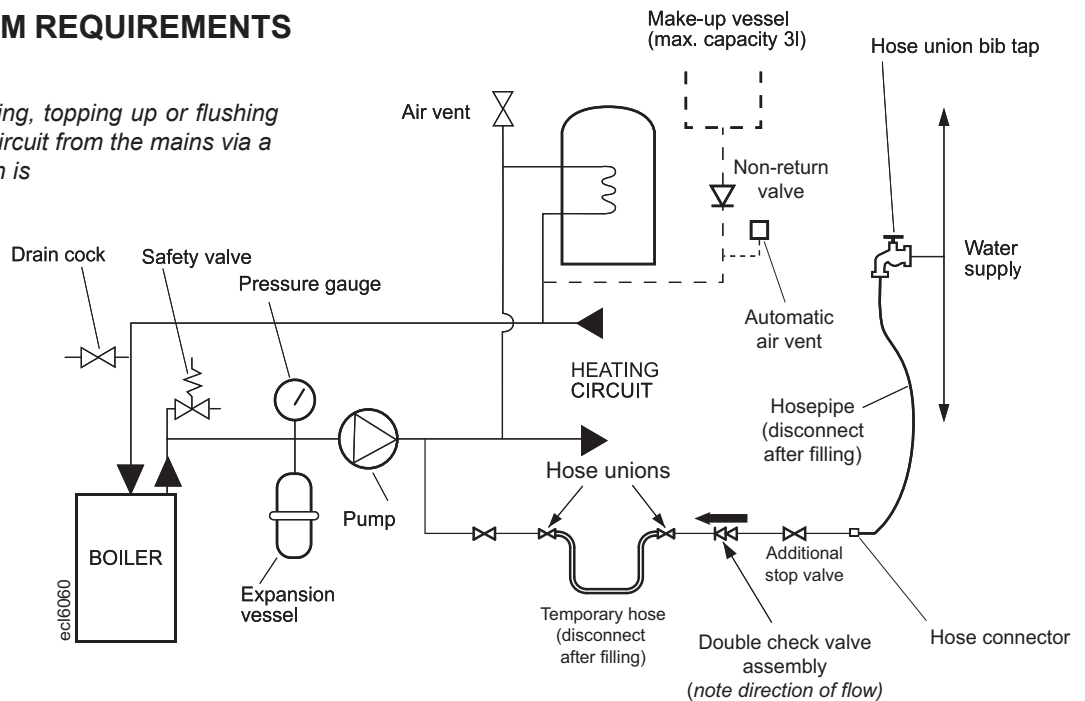 M REQUIREMENTS
ing, topping up or flushing
ircuit from the mains via a
n is
Make-up vessel
(max. capacity 3l)
Hose union bib tap
Air vent
Non-return
valve
Drain cock
Safety valve
Pressure gauge
Water
supply
Automatic
air vent
HEATING
CIRCUIT
Hosepipe
(disconnect
after filling)
Hose unions
Pump
BOILER
Additional
stop valve
Expansion
vessel
ecl6060
Temporary hose
(disconnect
after filling)
Double check valve
assembly
(note direction of flow)
Hose connector